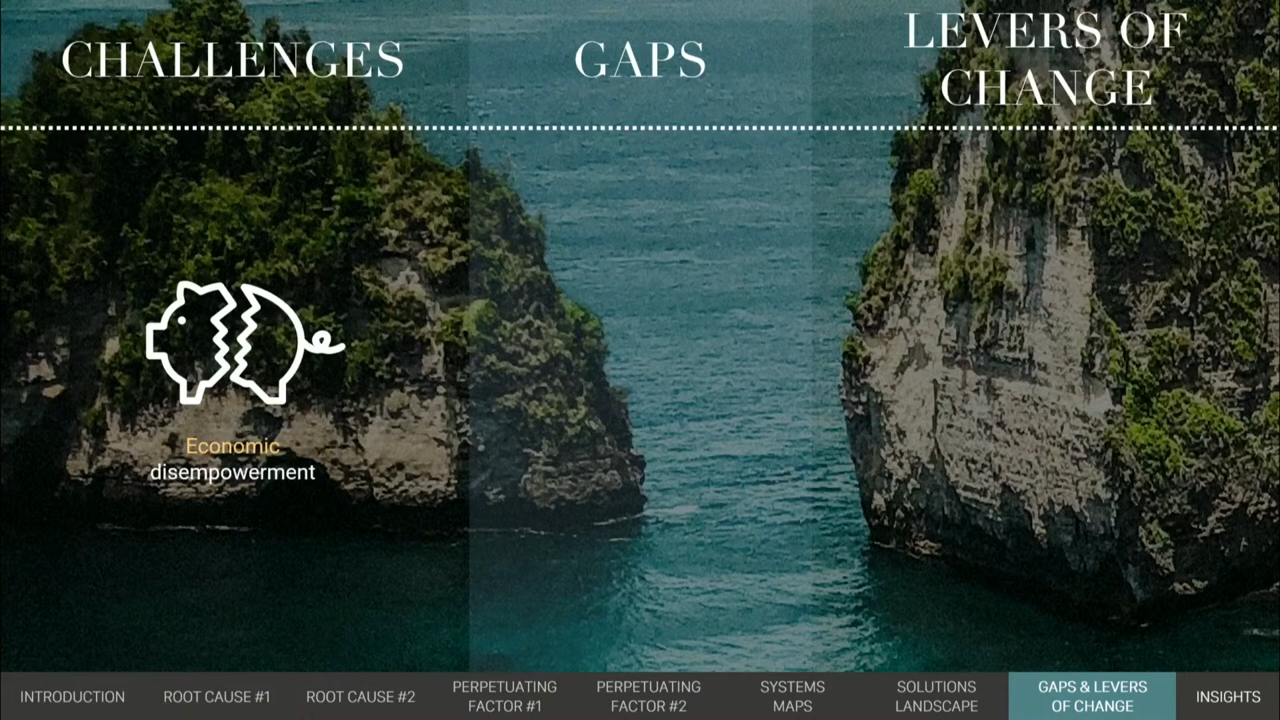 CHALLENGES
GAPS
LEVERS OF
CHANGE
Economic
disempowerment
INTRODUCTION
ROOT CAUSE #1
ROOT CAUSE #2
PERPETUATING
FACTOR #1
PERPETUATING
FACTOR #2
SYSTEMS
MAPS
SOLUTIONS
LANDSCAPE
GAPS & LEVERS
OF CHANGE
INSIGHTS